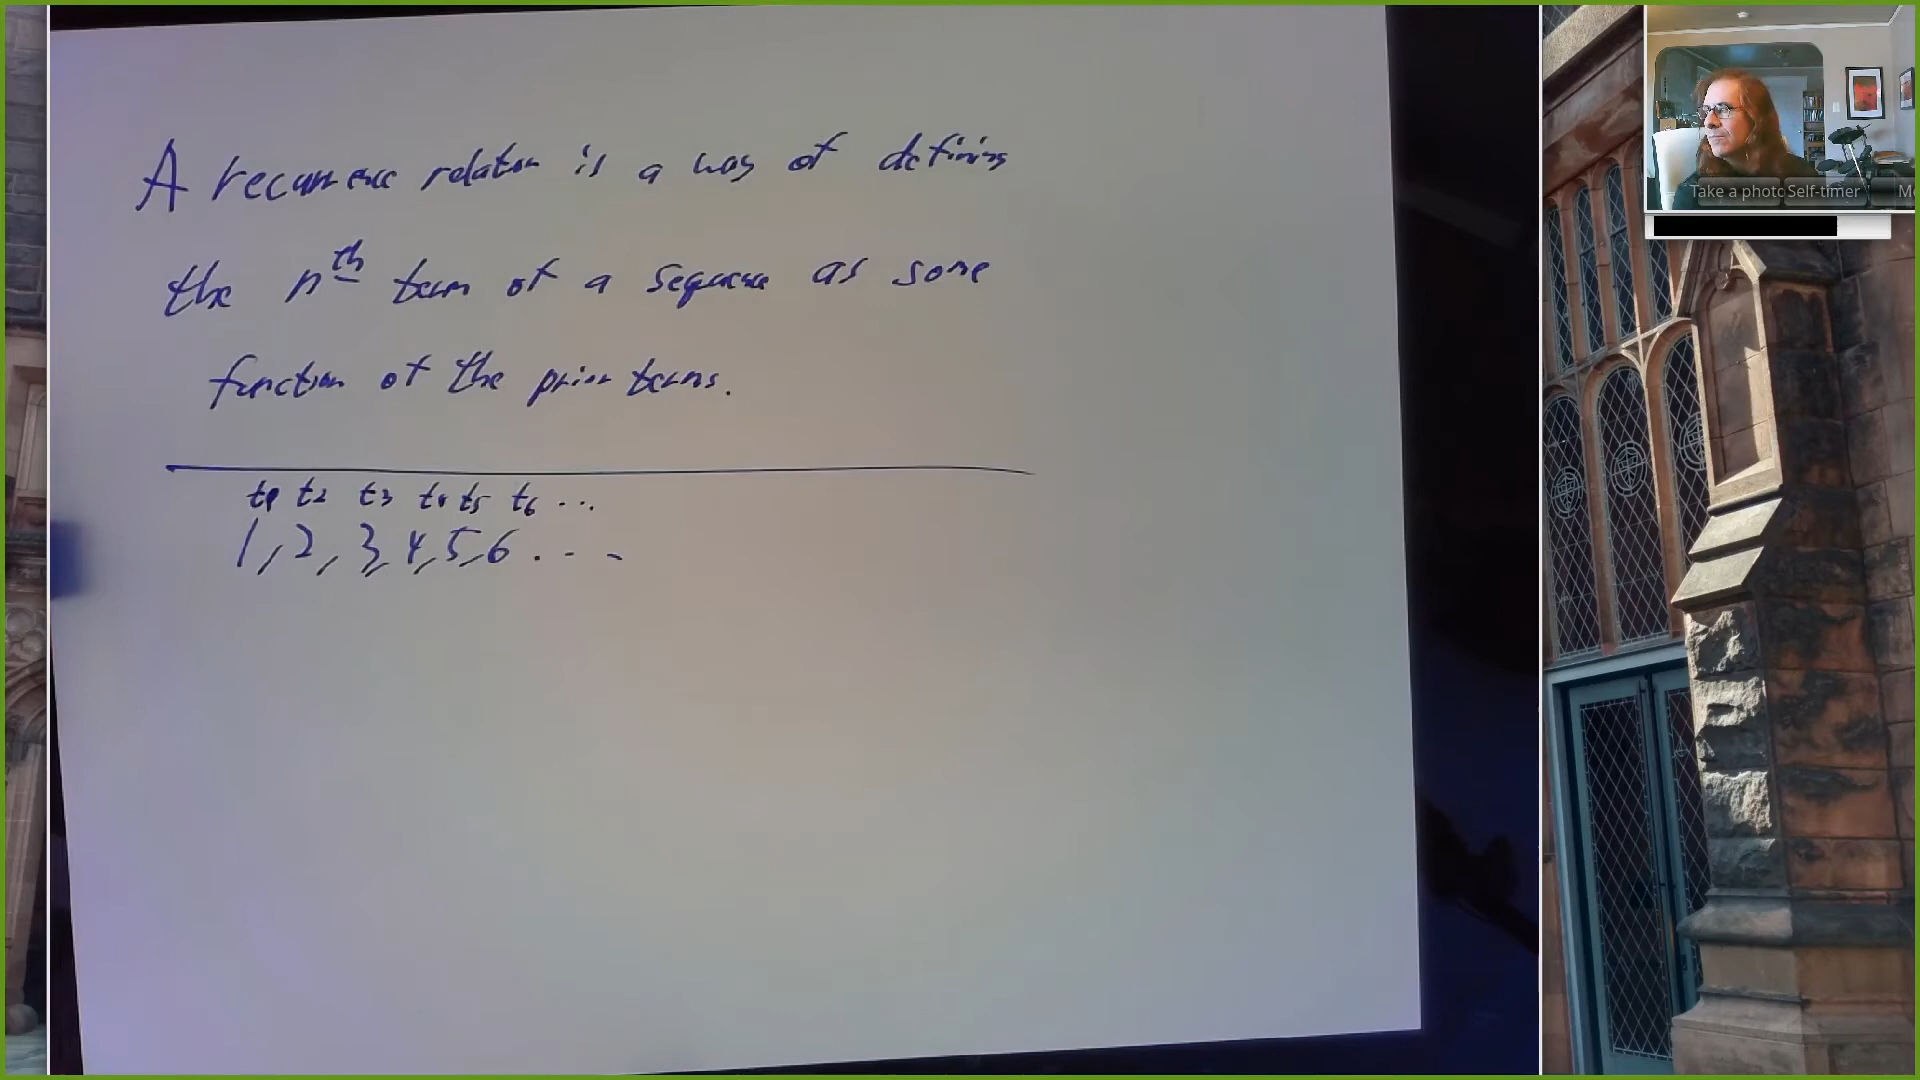 A recurrence relation is a way of defining
the nth term of a sequence as some
function of the prior terms.
t1 t2 t3 t4 t5 t6 ...
1, 2, 3, 4, 5, 6 . . .
Take a photo Self-timer